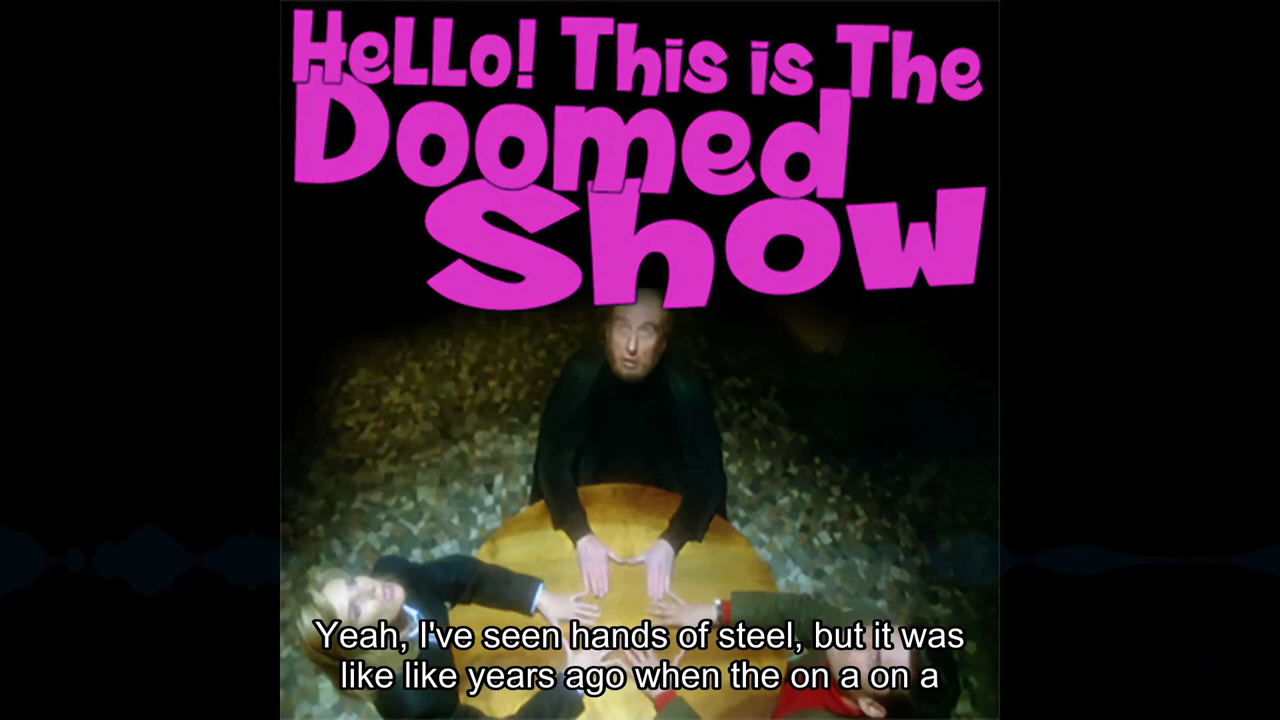 HeLLo! This is The
Doomed
Show
Yeah, I've seen hands of steel, but it was
like like years ago when the on a on a